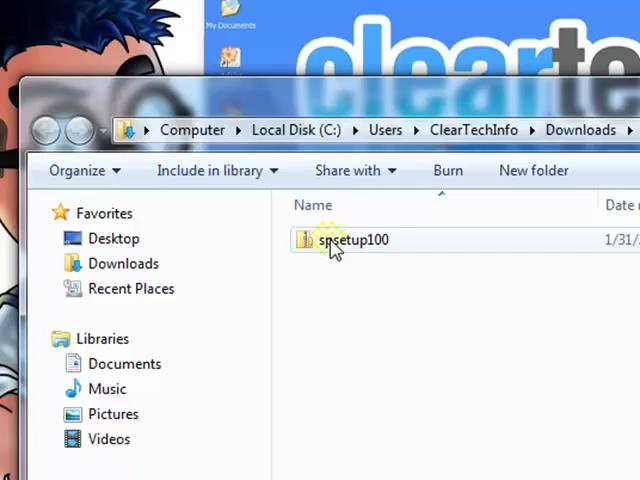 My Documents
clearte
Computer Local Disk (C:) Users ClearTechInfo Downloads
Organize Include in library Share with Burn New folder
Name Date
Favorites
Desktop
Downloads
Recent Places
Libraries
Documents
Music
Pictures
Videos
spsetup100 1/31/